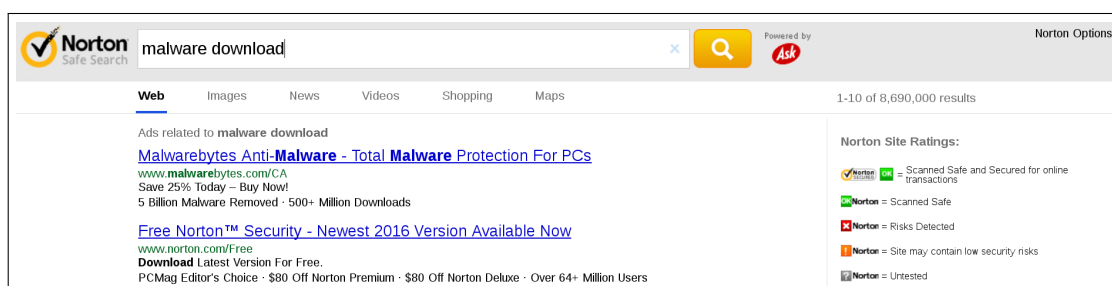 Norton
Safe Search
malware download
×
Powered by
Ask
Norton Options
Web Images News Videos Shopping Maps
1-10 of 8,690,000 results
Ads related to malware download
Malwarebytes Anti-Malware - Total Malware Protection For PCs
www.malwarebytes.com/CA
Save 25% Today – Buy Now!
5 Billion Malware Removed · 500+ Million Downloads
Free Norton™ Security - Newest 2016 Version Available Now
www.norton.com/Free
Download Latest Version For Free.
PCMag Editor's Choice · $80 Off Norton Premium · $80 Off Norton Deluxe · Over 64+ Million Users
Norton Site Ratings:
Norton SECURED OK = Scanned Safe and Secured for online
transactions
OK Norton = Scanned Safe
Norton = Risks Detected
! Norton = Site may contain low security risks
? Norton = Untested